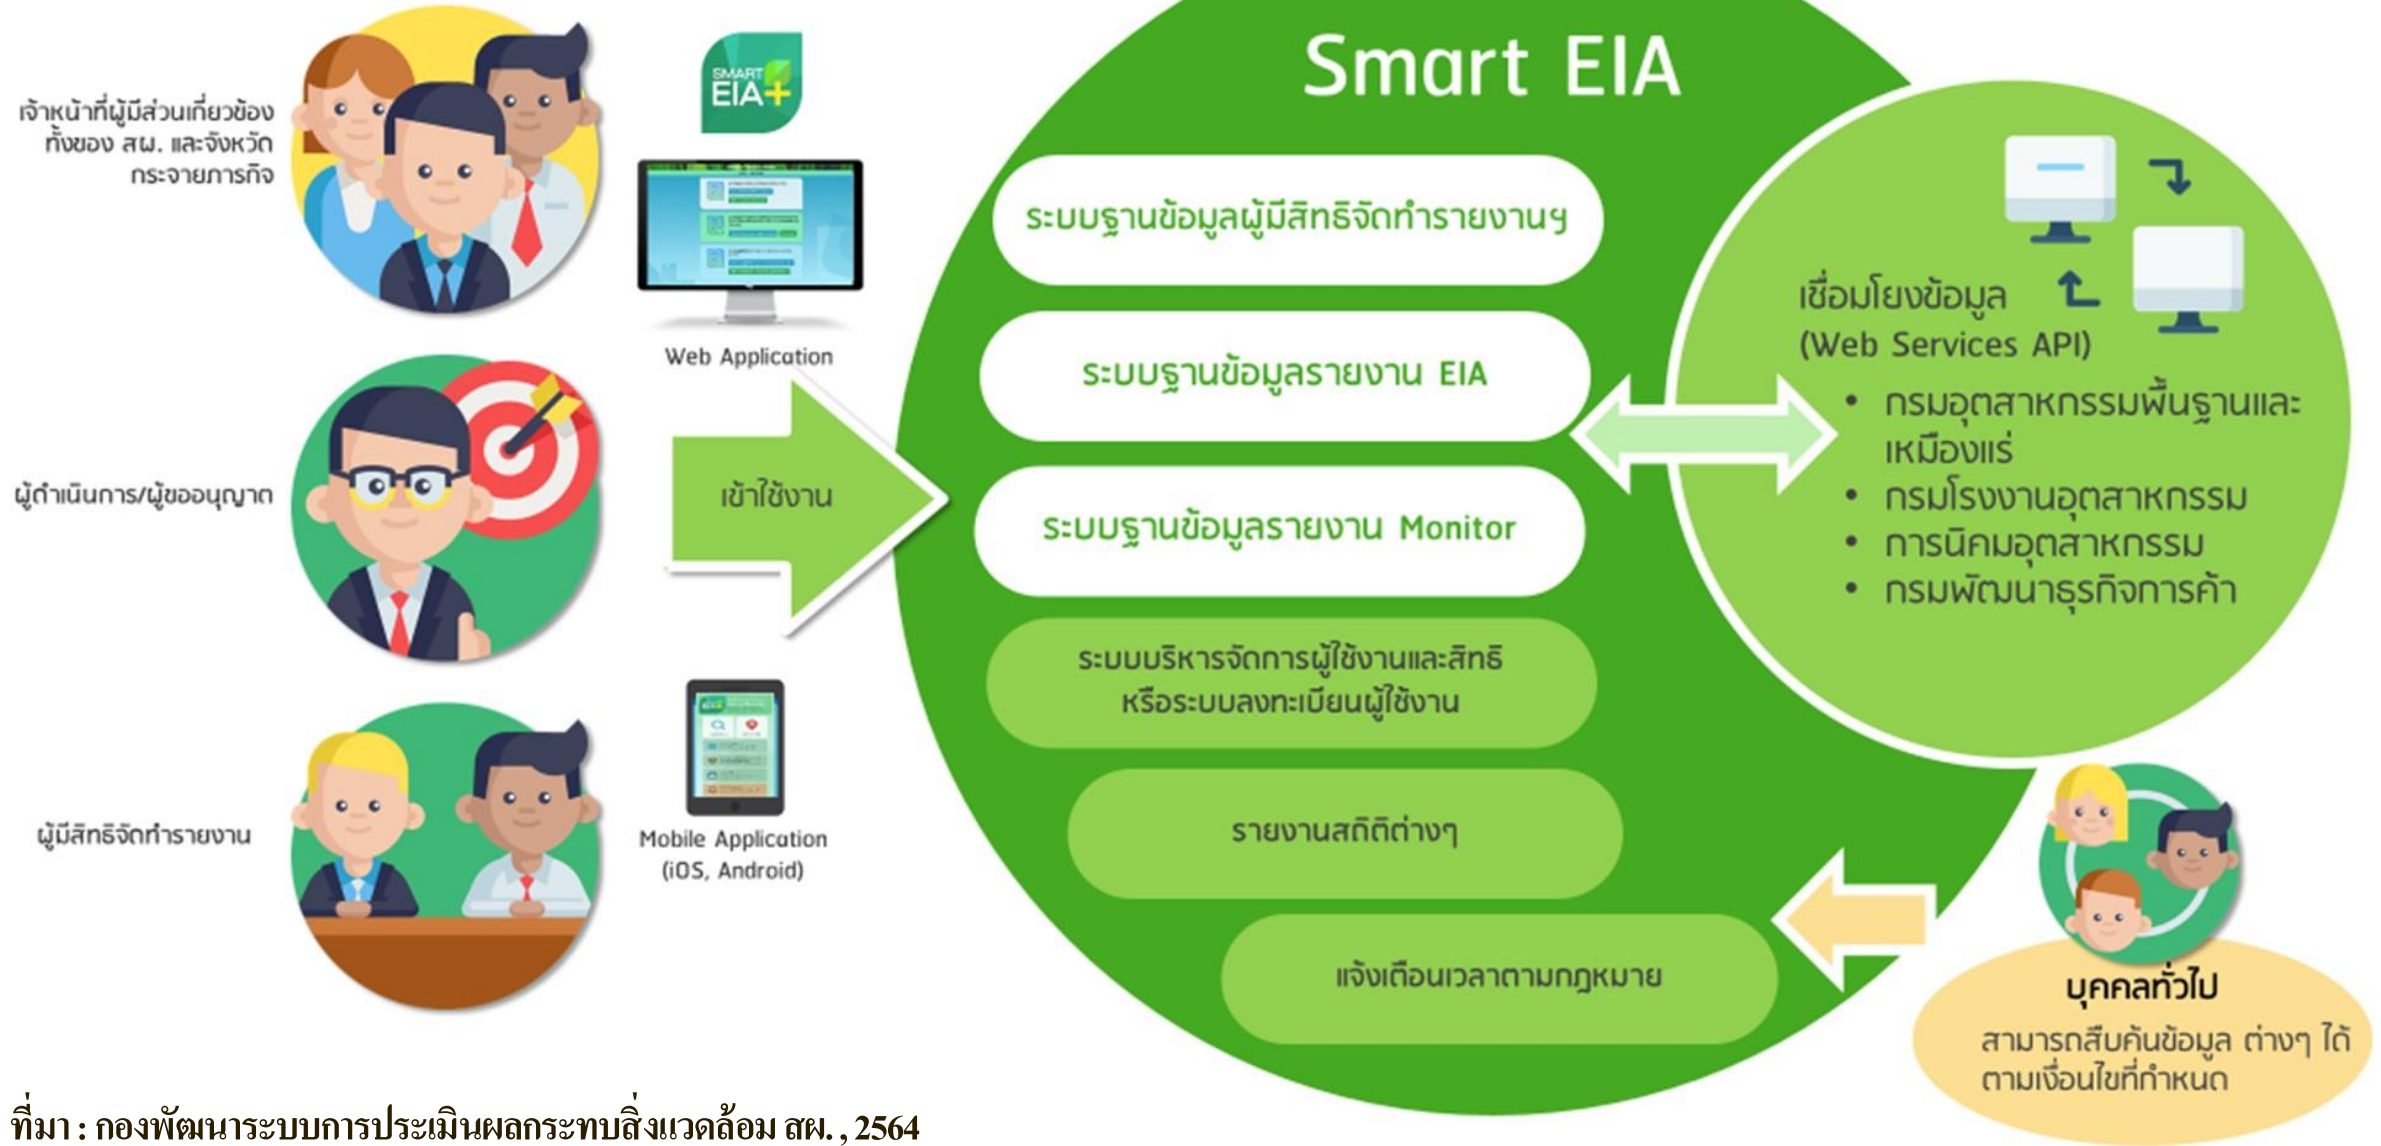 เจ้าหน้าที่ผู้มีส่วนเกี่ยวข้อง
ทั้งของ สผ. และจังหวัด
กระจายภารกิจ
ผู้ดำเนินการ/ผู้ขออนุญาต
ผู้มีสิทธิจัดทำรายงาน
SMART
EIA+
Web Application
เข้าใช้งาน
Mobile Application
(iOS, Android)
Smart EIA
ระบบฐานข้อมูลผู้มีสิทธิจัดทำรายงานฯ
ระบบฐานข้อมูลรายงาน EIA
ระบบฐานข้อมูลรายงาน Monitor
ระบบบริหารจัดการผู้ใช้งานและสิทธิ
หรือระบบลงทะเบียนผู้ใช้งาน
รายงานสถิติต่างๆ
แจ้งเตือนเวลาตามกฎหมาย
เชื่อมโยงข้อมูล
(Web Services API)
• กรมอุตสาหกรรมพื้นฐานและ
เหมืองแร่
• กรมโรงงานอุตสาหกรรม
• การนิคมอุตสาหกรรม
• กรมพัฒนาธุรกิจการค้า
บุคคลทั่วไป
สามารถสืบค้นข้อมูล ต่างๆ ได้
ตามเงื่อนไขที่กำหนด
ที่มา : กองพัฒนาระบบการประเมินผลกระทบสิ่งแวดล้อม สผ. , 2564